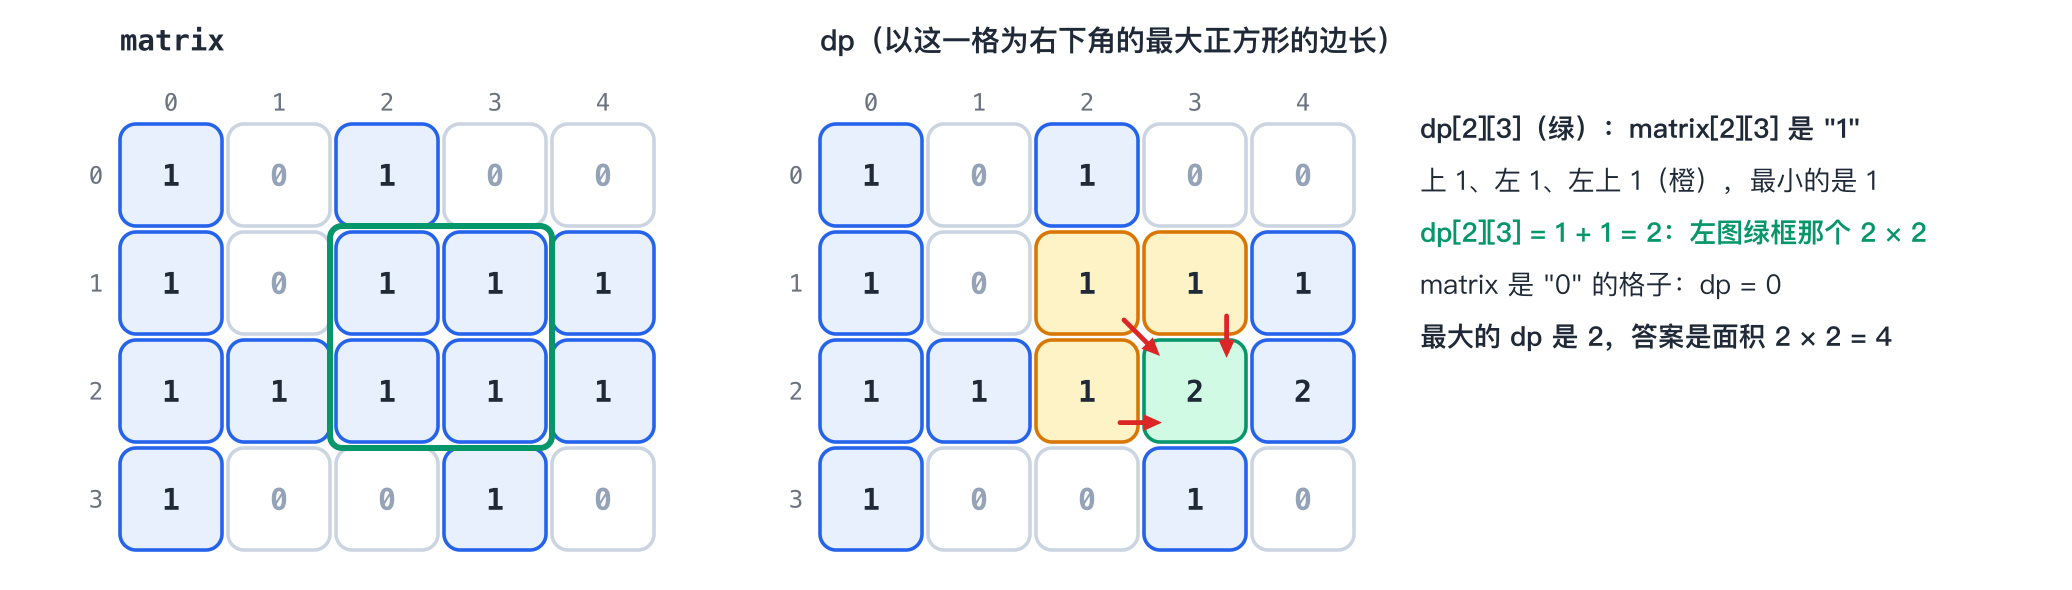 matrix
0 1 2 3 4
0 1 0 1 0 0
1 1 0 1 1 1
2 1 1 1 1 1
3 1 0 0 1 0
dp（以这一格为右下角的最大正方形的边长）
0 1 2 3 4
0 1 0 1 0 0
1 1 0 1 1 1
2 1 1 1 2 2
3 1 0 0 1 0
dp[2][3]（绿）：matrix[2][3] 是 "1"
上 1、左 1、左上 1（橙），最小的是 1
dp[2][3] = 1 + 1 = 2：左图绿框那个 2 × 2
matrix 是 "0" 的格子：dp = 0
最大的 dp 是 2，答案是面积 2 × 2 = 4